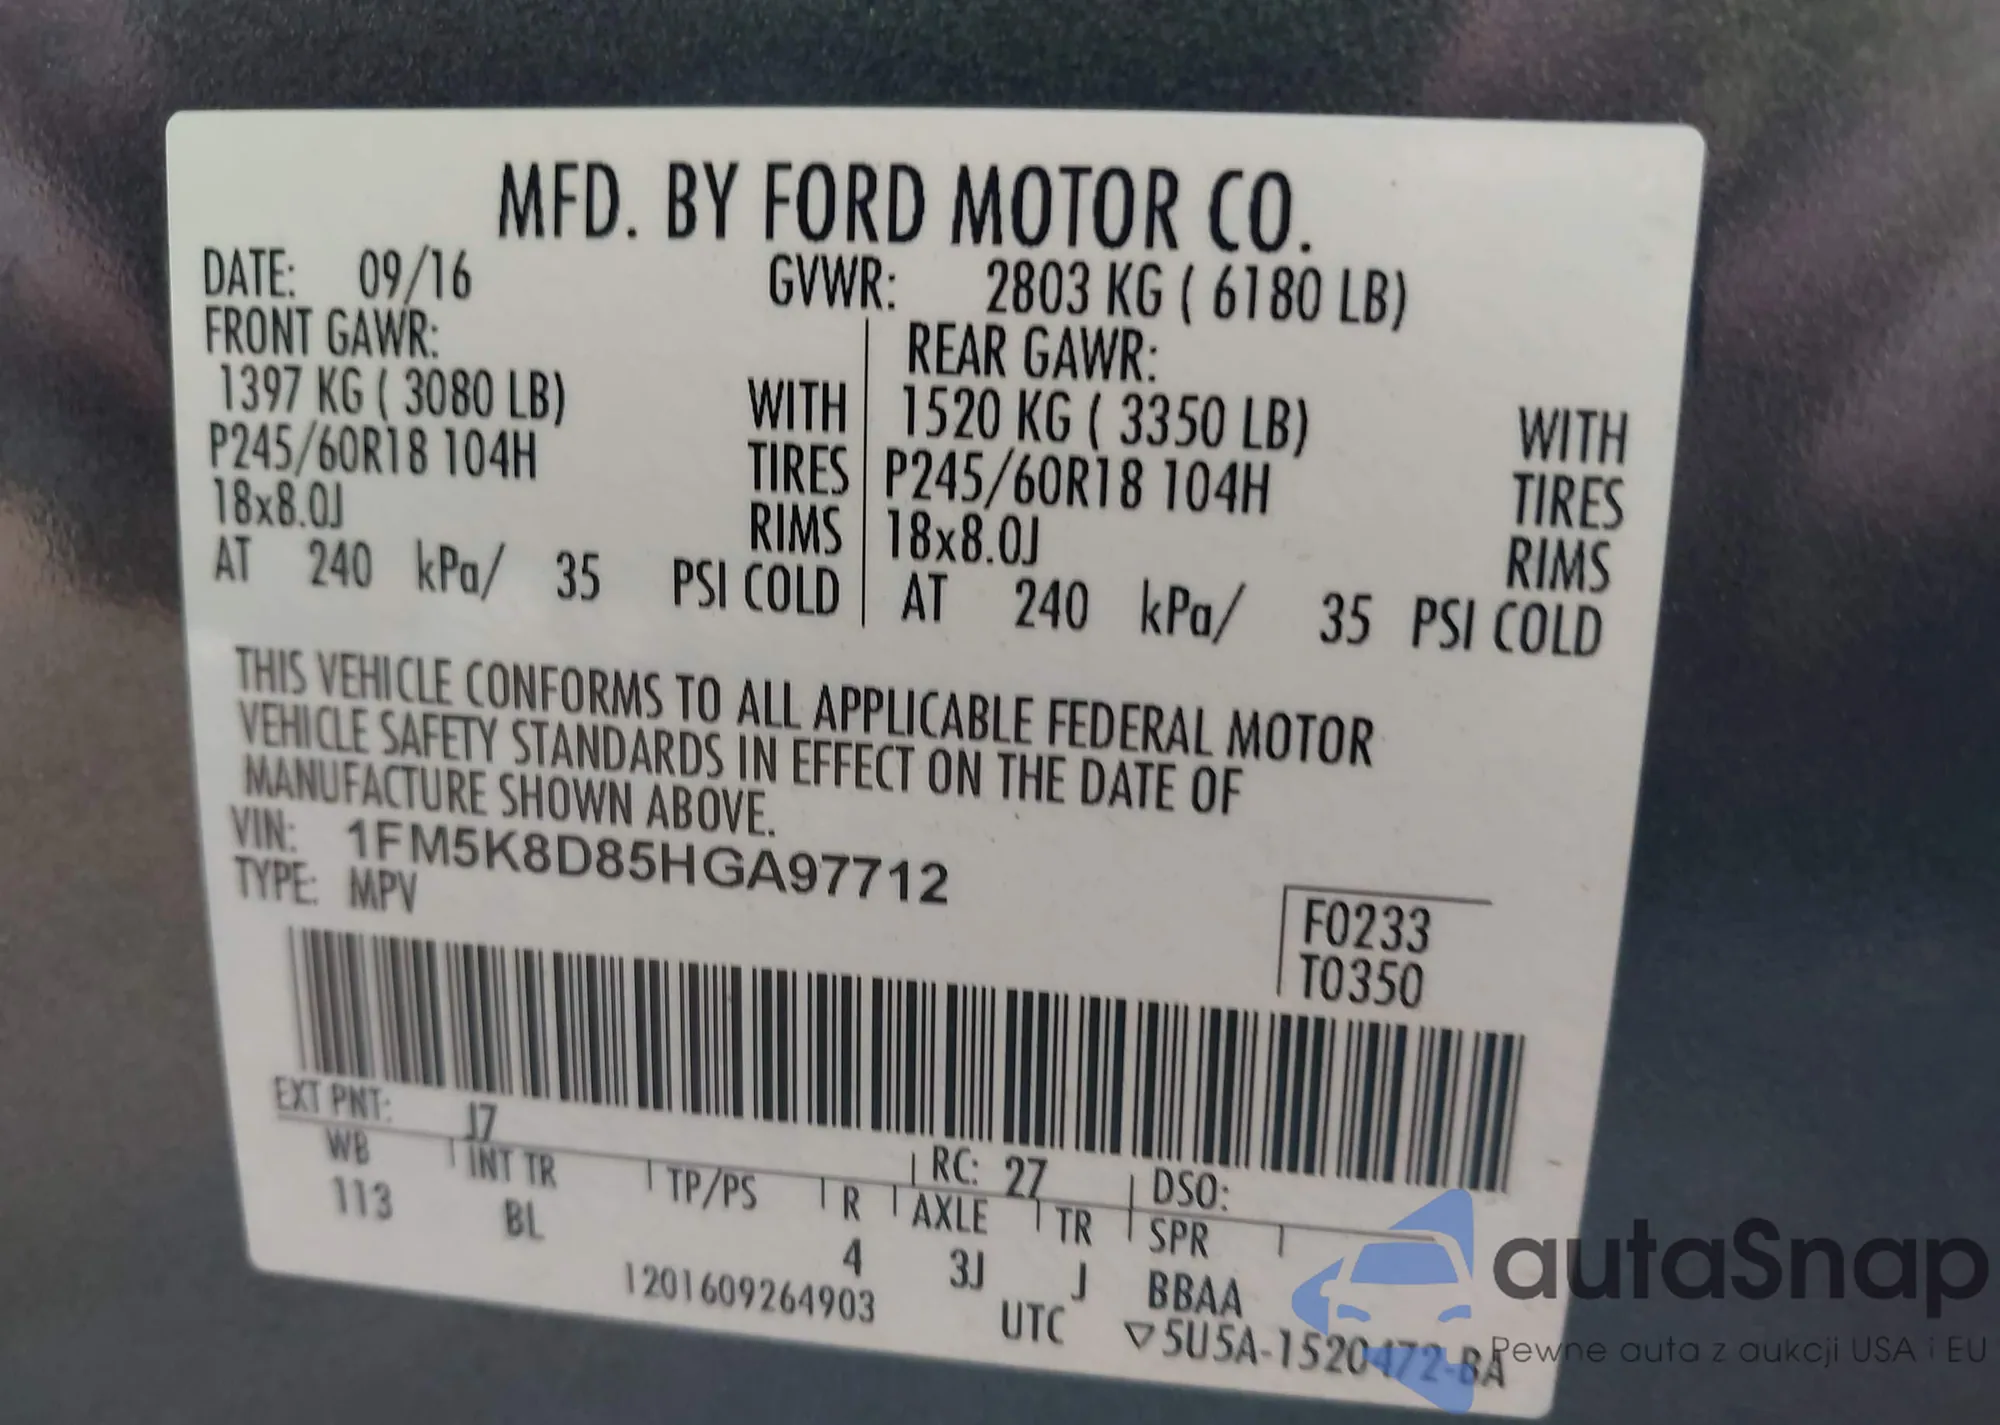 MFD. BY FORD MOTOR CO.
DATE: 09/16 GVWR: 2803 KG ( 6180 LB)
FRONT GAWR: REAR GAWR:
1397 KG ( 3080 LB) WITH 1520 KG ( 3350 LB) WITH
P245/60R18 104H TIRES P245/60R18 104H TIRES
18x8.0J RIMS 18x8.0J RIMS
AT 240 kPa/ 35 PSI COLD AT 240 kPa/ 35 PSI COLD
THIS VEHICLE CONFORMS TO ALL APPLICABLE FEDERAL MOTOR
VEHICLE SAFETY STANDARDS IN EFFECT ON THE DATE OF
MANUFACTURE SHOWN ABOVE.
VIN: 1FM5K8D85HGA97712
TYPE: MPV
F0233
T0350
EXT PNT: J7 RC: 27 DSO:
WB INT TR TP/PS R AXLE TR SPR
113 BL 4 3J J BBAA
1201609264903 UTC ▽5U5A-1520472-BA
autaSnap
Pewne auta z aukcji USA i EU